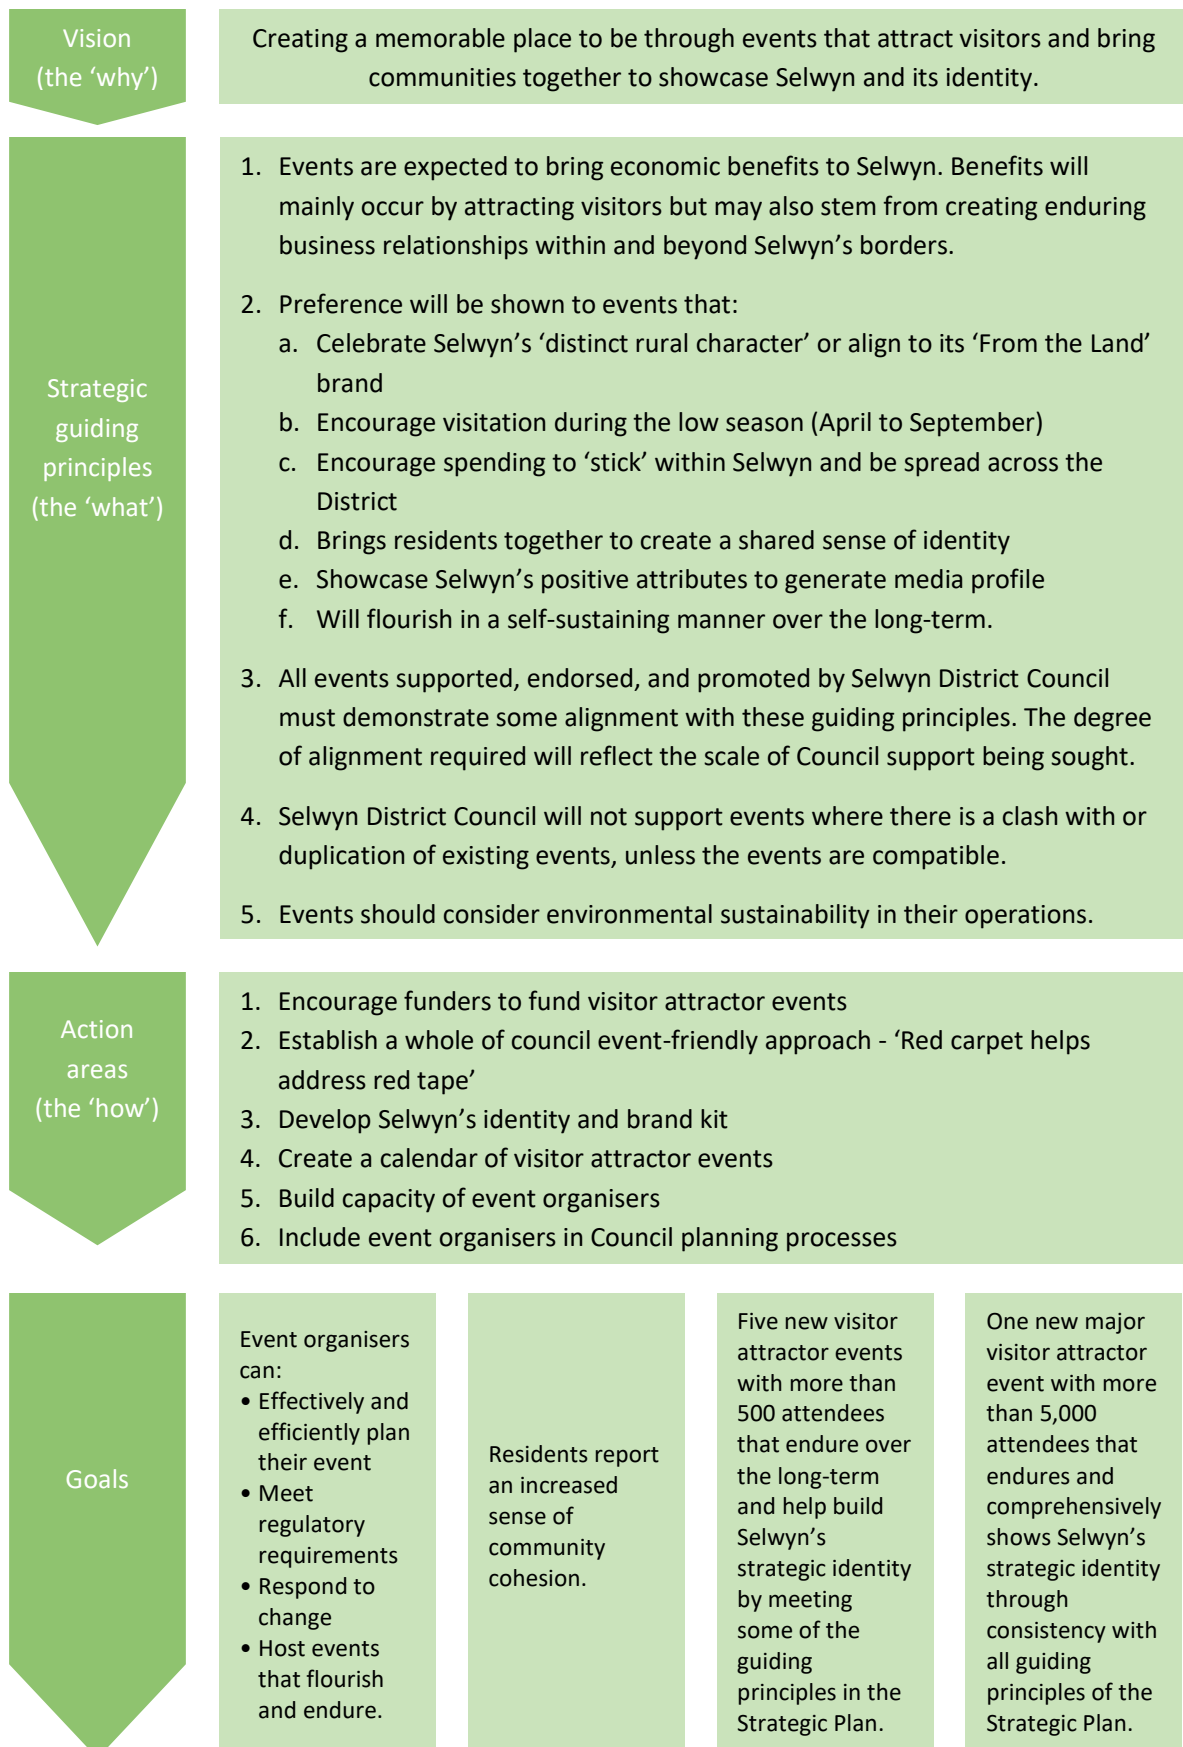 Vision
(the ‘why’)
Creating a memorable place to be through events that attract visitors and bring
communities together to showcase Selwyn and its identity.
Strategic
guiding
principles
(the ‘what’)
1. Events are expected to bring economic benefits to Selwyn. Benefits will
mainly occur by attracting visitors but may also stem from creating enduring
business relationships within and beyond Selwyn’s borders.
2. Preference will be shown to events that:
a. Celebrate Selwyn’s ‘distinct rural character’ or align to its ‘From the Land’
brand
b. Encourage visitation during the low season (April to September)
c. Encourage spending to ‘stick’ within Selwyn and be spread across the
District
d. Brings residents together to create a shared sense of identity
e. Showcase Selwyn’s positive attributes to generate media profile
f. Will flourish in a self-sustaining manner over the long-term.
3. All events supported, endorsed, and promoted by Selwyn District Council
must demonstrate some alignment with these guiding principles. The degree
of alignment required will reflect the scale of Council support being sought.
4. Selwyn District Council will not support events where there is a clash with or
duplication of existing events, unless the events are compatible.
5. Events should consider environmental sustainability in their operations.
Action
areas
(the ‘how’)
1. Encourage funders to fund visitor attractor events
2. Establish a whole of council event-friendly approach - ‘Red carpet helps
address red tape’
3. Develop Selwyn’s identity and brand kit
4. Create a calendar of visitor attractor events
5. Build capacity of event organisers
6. Include event organisers in Council planning processes
Goals
Event organisers
can:
• Effectively and
efficiently plan
their event
• Meet
regulatory
requirements
• Respond to
change
• Host events
that flourish
and endure.
Residents report
an increased
sense of
community
cohesion.
Five new visitor
attractor events
with more than
500 attendees
that endure over
the long-term
and help build
Selwyn’s
strategic identity
by meeting
some of the
guiding
principles in the
Strategic Plan.
One new major
visitor attractor
event with more
than 5,000
attendees that
endures and
comprehensively
shows Selwyn’s
strategic identity
through
consistency with
all guiding
principles of the
Strategic Plan.